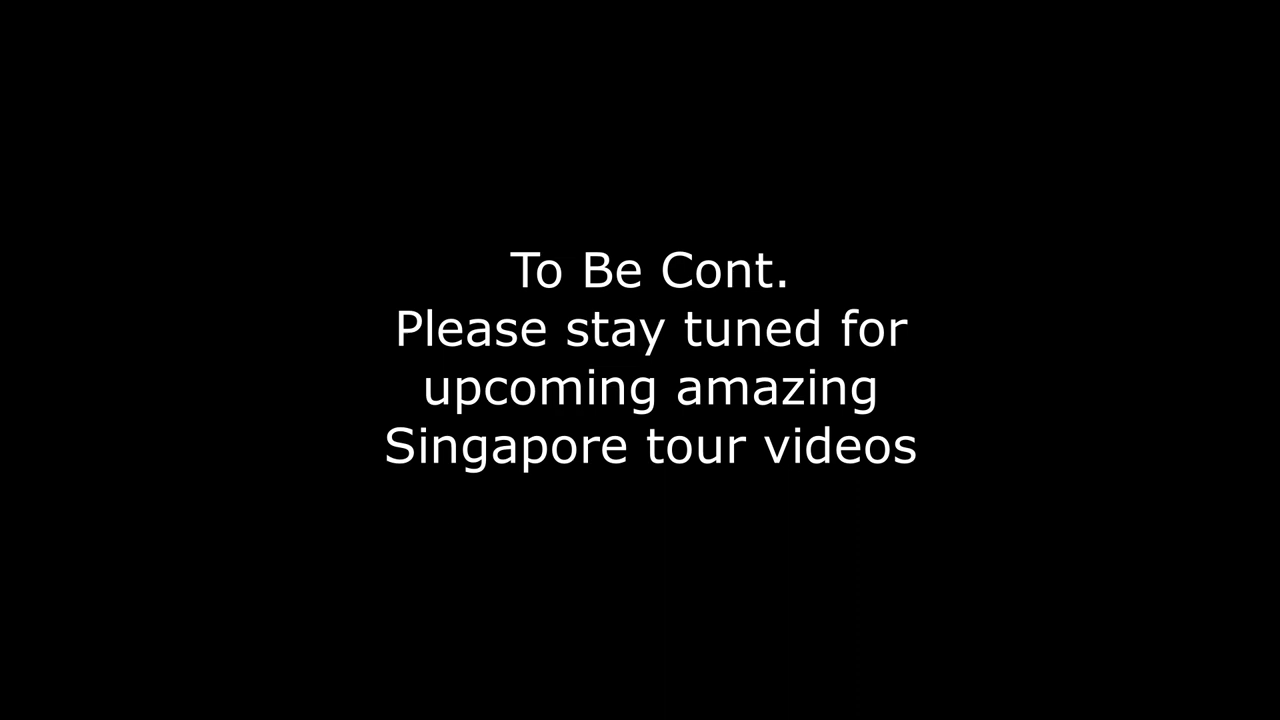 To Be Cont.
Please stay tuned for
upcoming amazing
Singapore tour videos